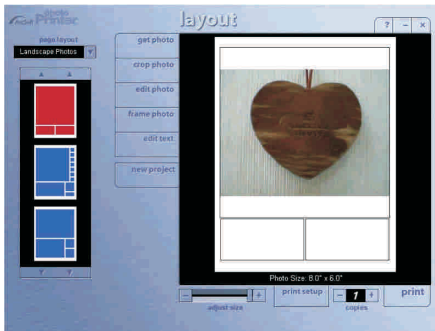 ArcSoft
Photo
Printer
layout
? – ×
page layout
Landscape Photos
get photo
crop photo
edit photo
frame photo
edit text
new project
Photo Size: 8.0" x 6.0"
– +
adjust size
print setup
– 1 +
copies
print